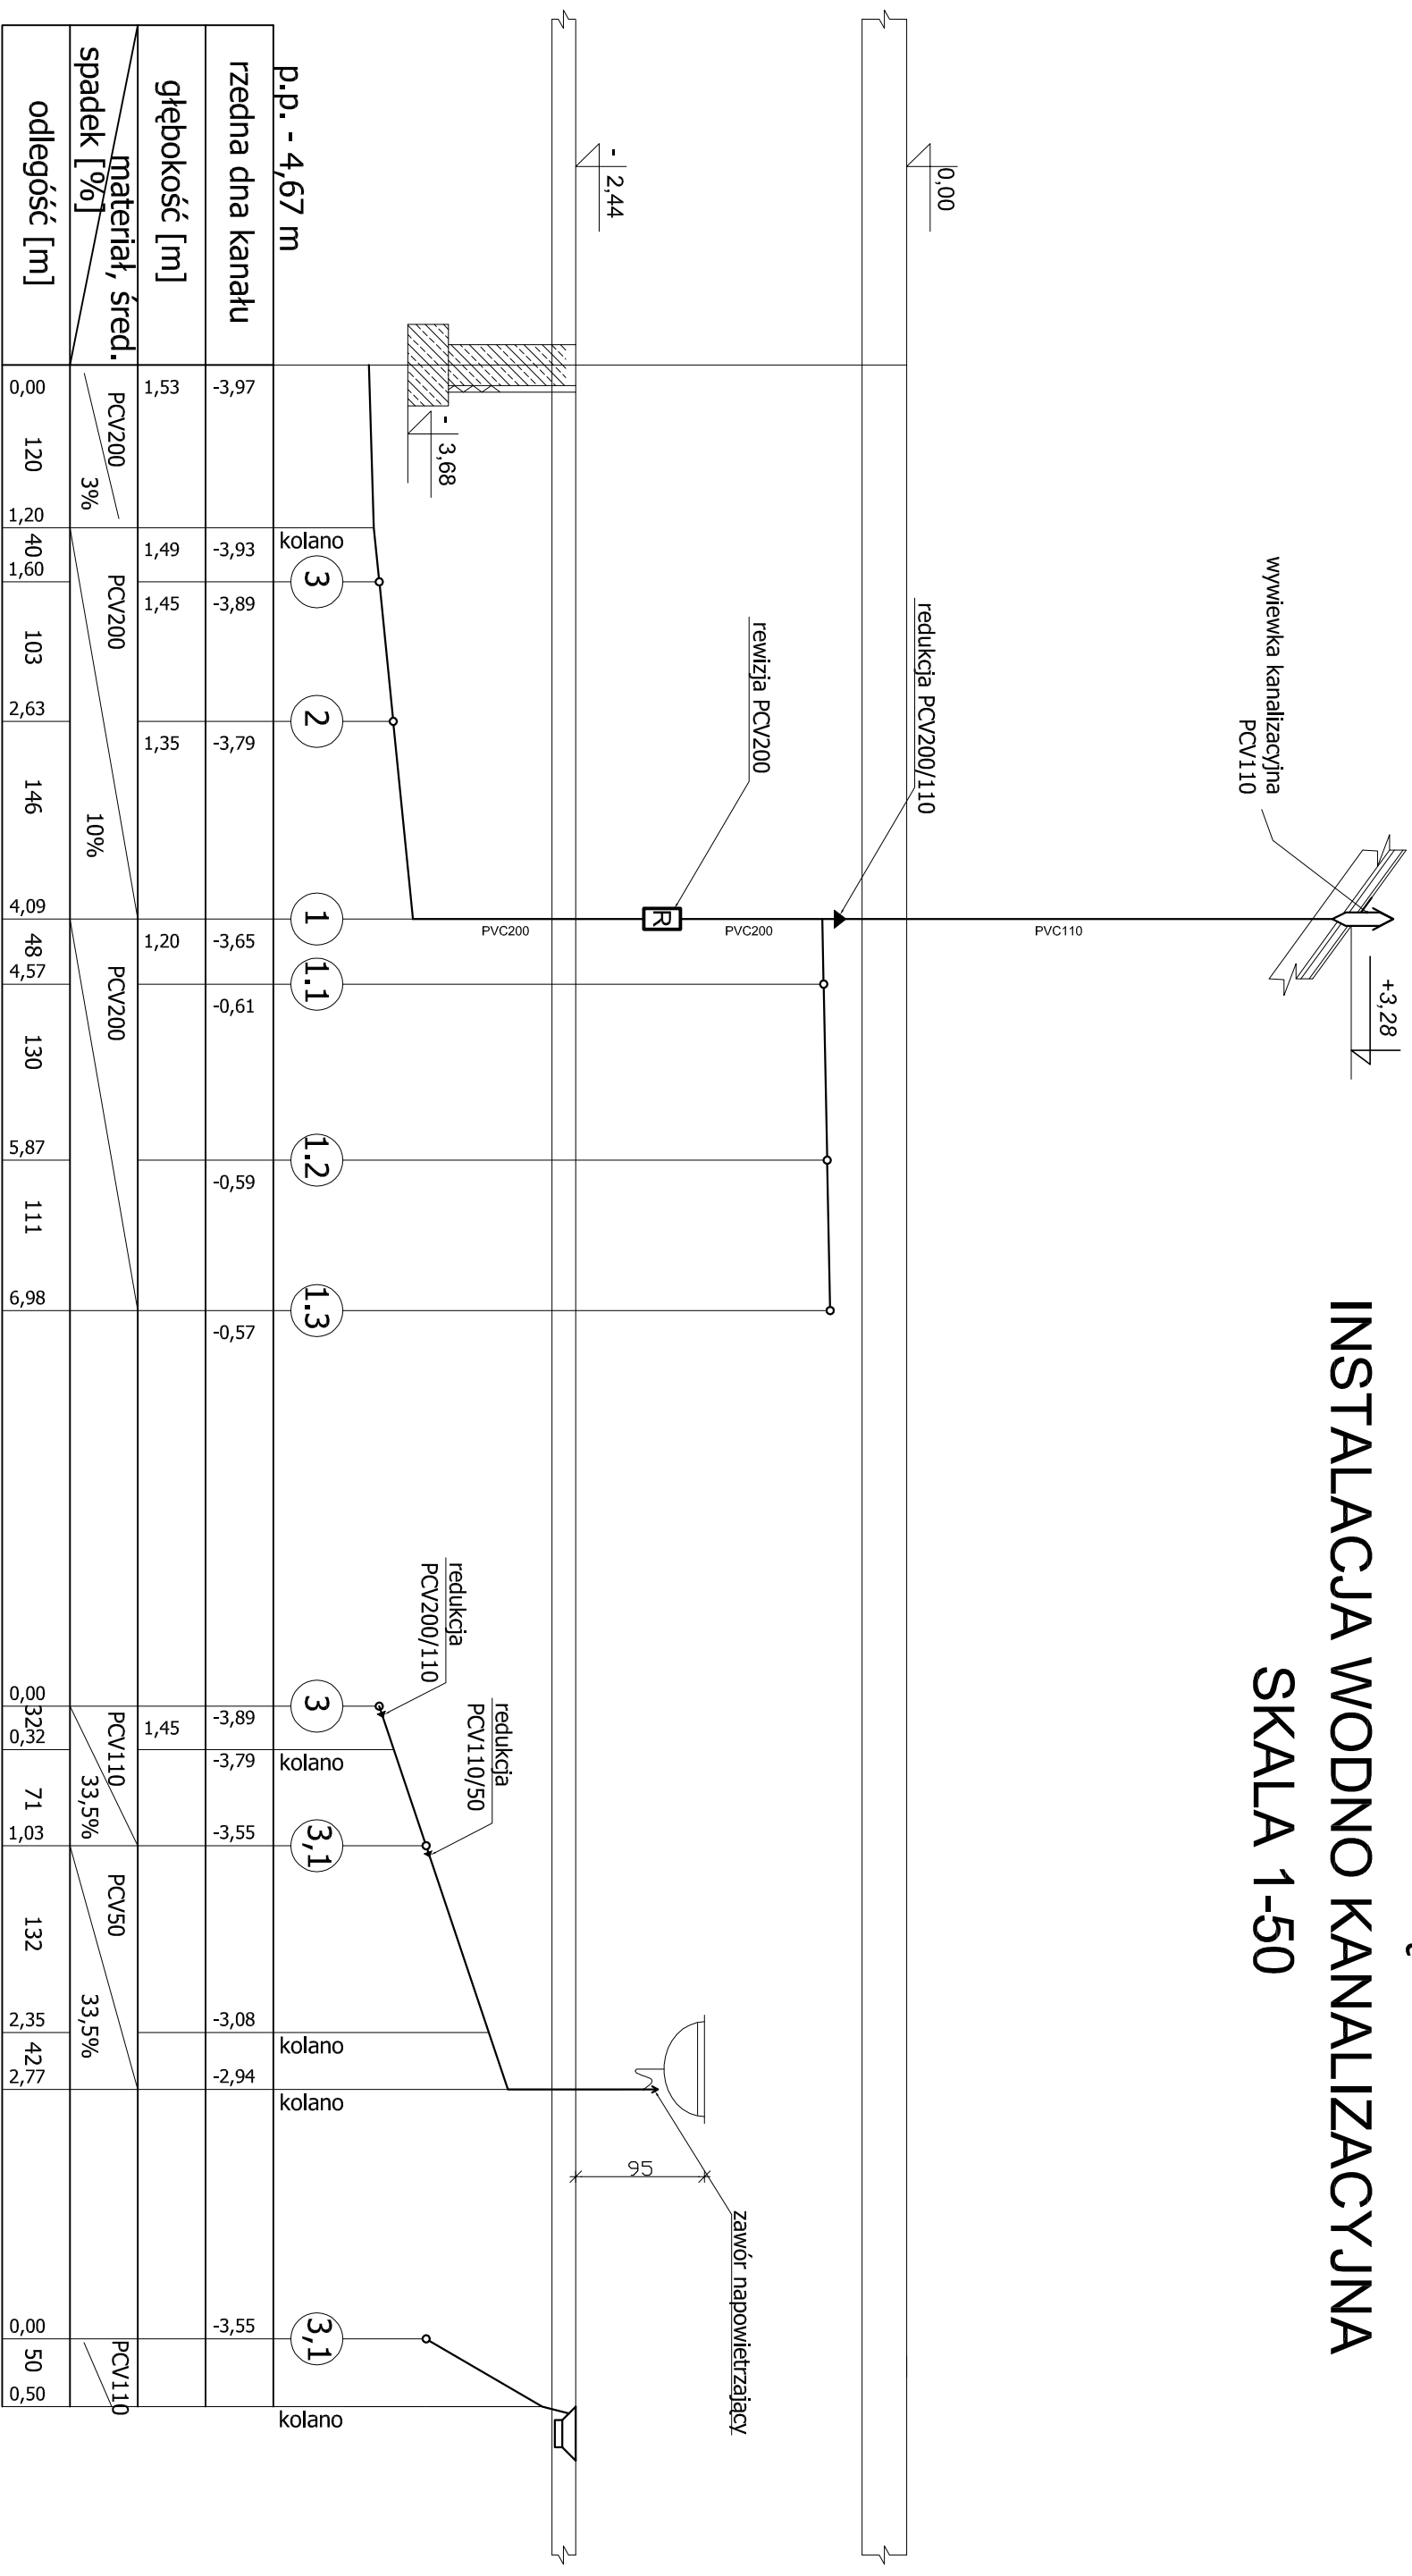 INSTALACJA WODNO KANALIZACYJNA
SKALA 1-50
+3,28
wywiewka kanalizacyjna
PCV110
0,00
redukcja PCV200/110
PVC110
rewizja PCV200
PVC200
PVC200
R
zawór napowietrzający
95
- 2,44
- 3,68
redukcja
PCV110/50
redukcja
PCV200/110
p.p. - 4,67 m
3
2
1
1.1
1.2
1.3
3
3,1
3,1
kolano
kolano
kolano
kolano
kolano
rzedna dna kanału
-3,97
-3,93
-3,89
-3,79
-3,65
-0,61
-0,59
-0,57
-3,89
-3,79
-3,55
-3,08
-2,94
-3,55
głębokość [m]
1,53
1,49
1,45
1,35
1,20
1,45
materiał, śred.
PCV200
PCV200
PCV200
PCV110
PCV50
PCV110
spadek [%]
3%
10%
33,5%
33,5%
odlegóść [m]
0,00
120
1,20
40
1,60
103
2,63
146
4,09
48
4,57
130
5,87
111
6,98
0,00
32
0,32
71
1,03
132
2,35
42
2,77
0,00
50
0,50